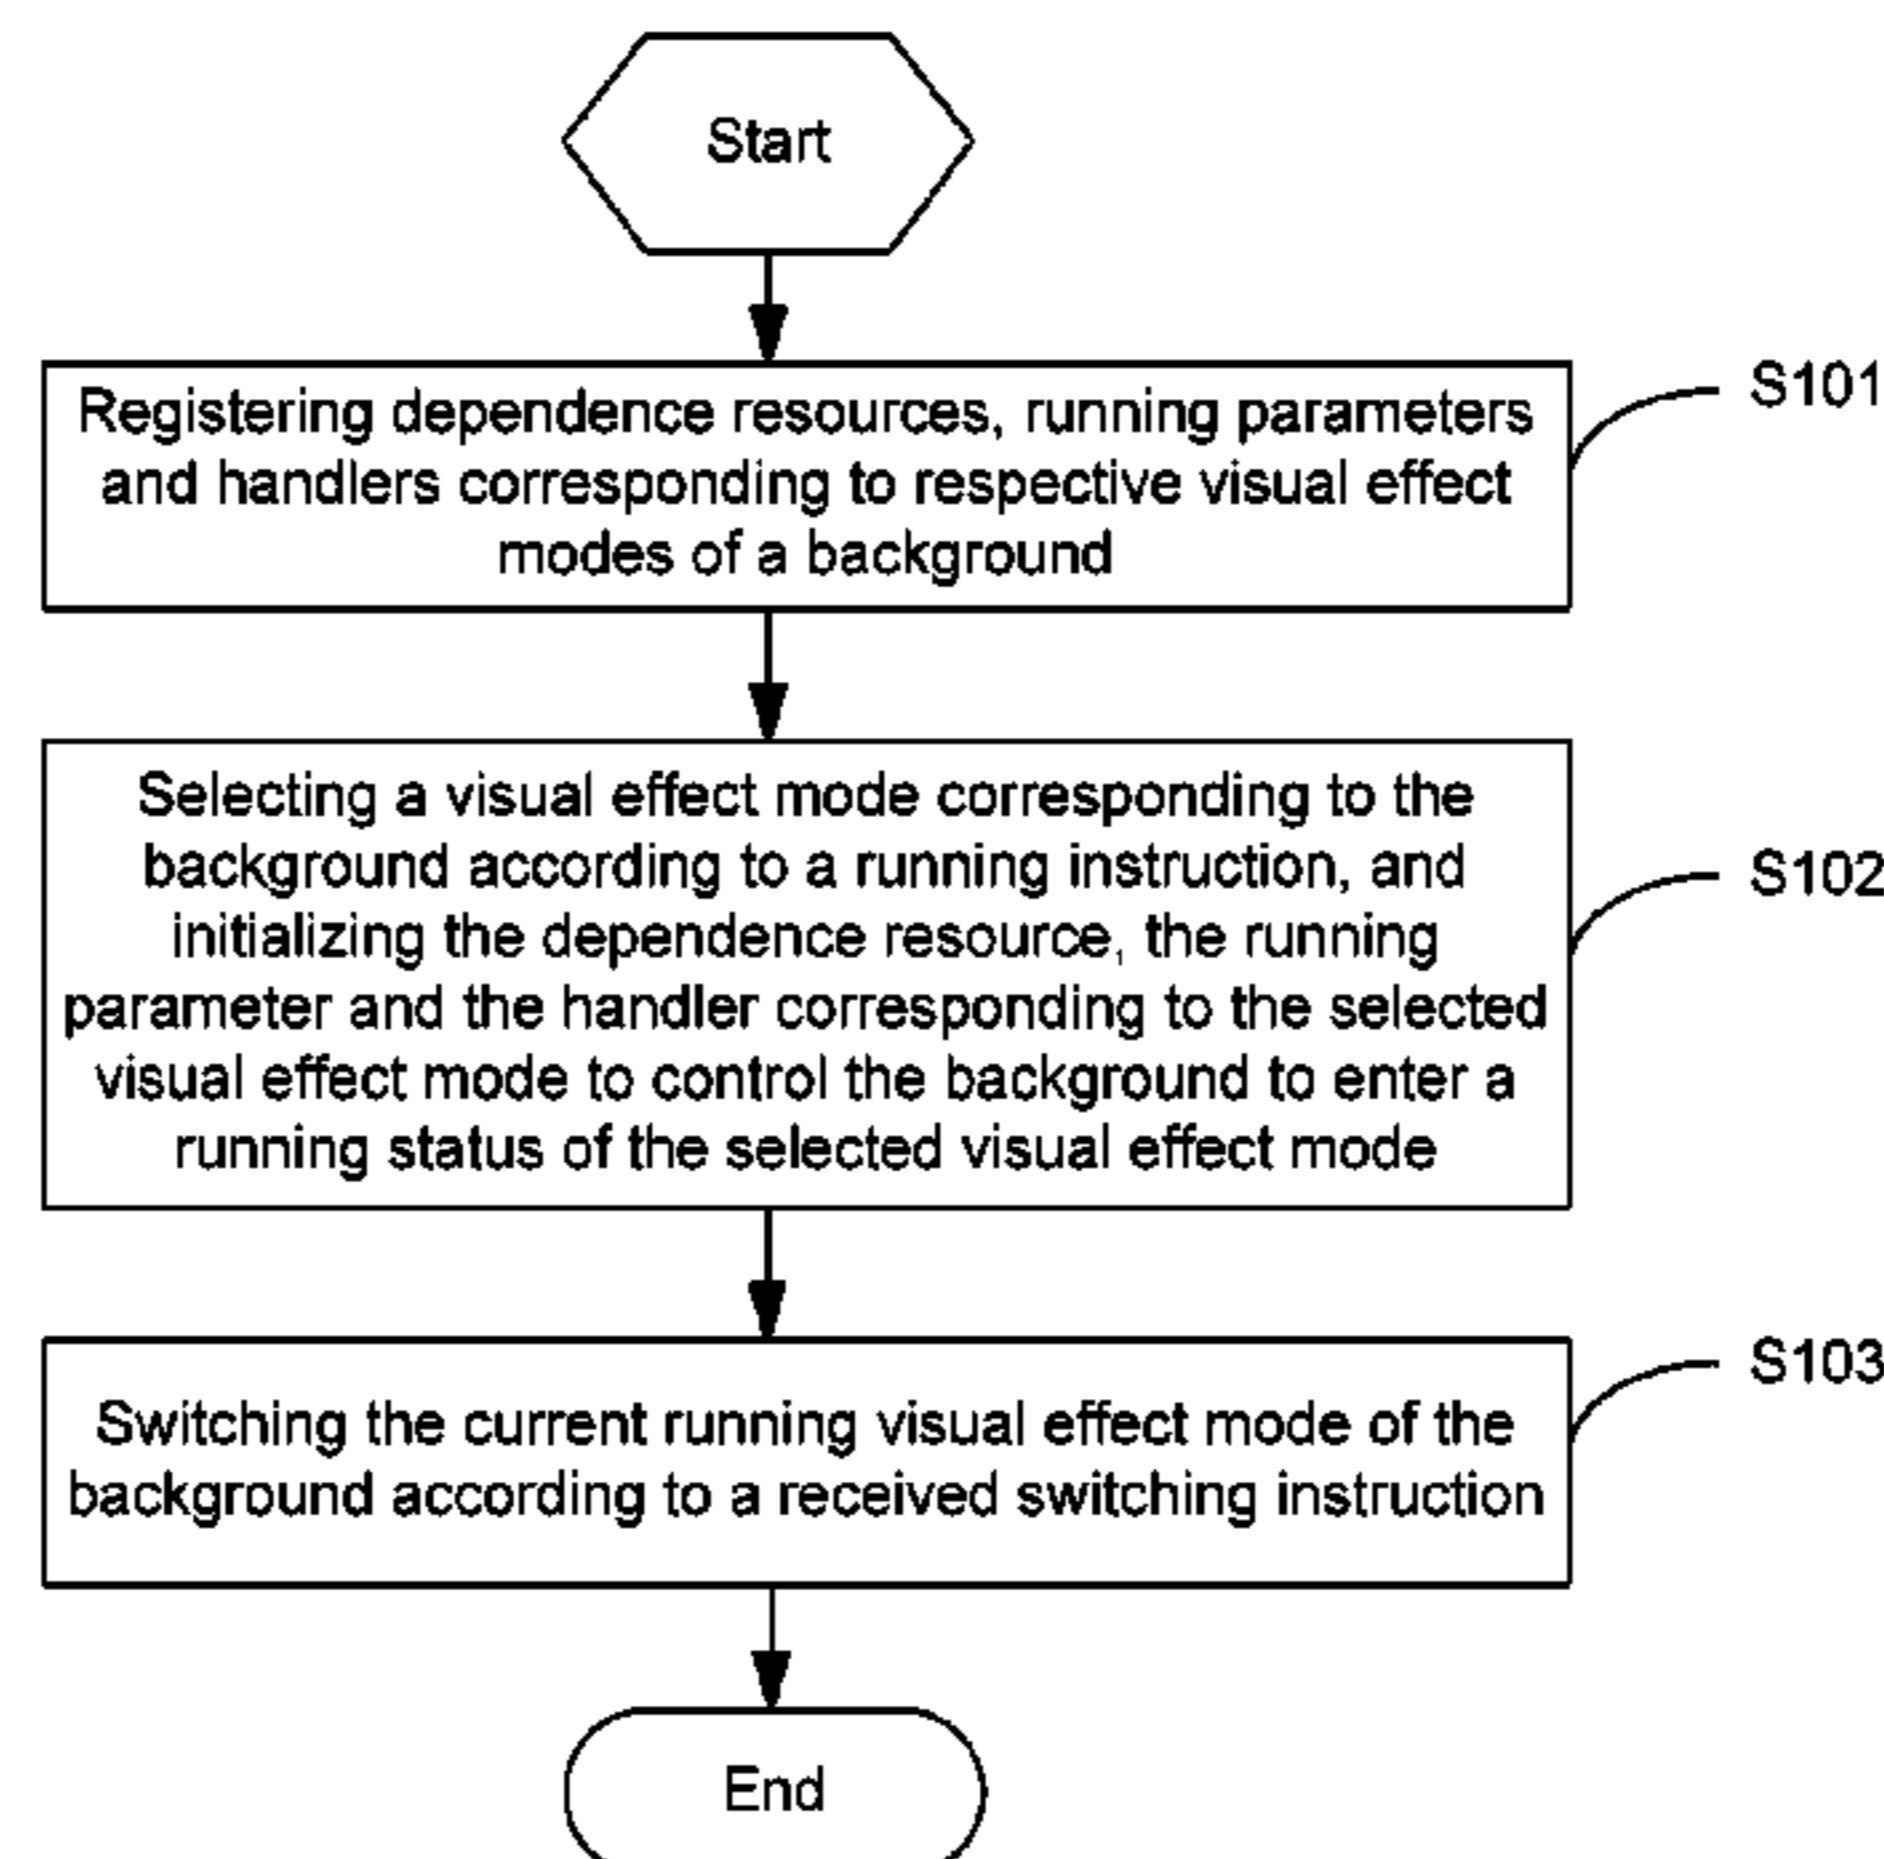 Start
Registering dependence resources, running parameters
and handlers corresponding to respective visual effect
modes of a background
S101
Selecting a visual effect mode corresponding to the
background according to a running instruction, and
initializing the dependence resource, the running
parameter and the handler corresponding to the selected
visual effect mode to control the background to enter a
running status of the selected visual effect mode
S102
Switching the current running visual effect mode of the
background according to a received switching instruction
S103
End